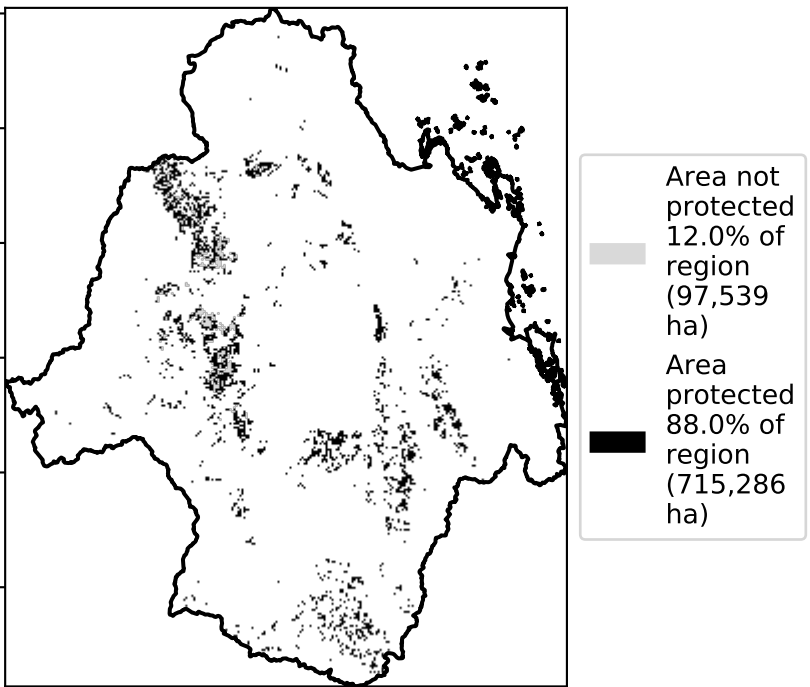 Area not
protected
12.0% of
region
(97,539
ha)
Area
protected
88.0% of
region
(715,286
ha)